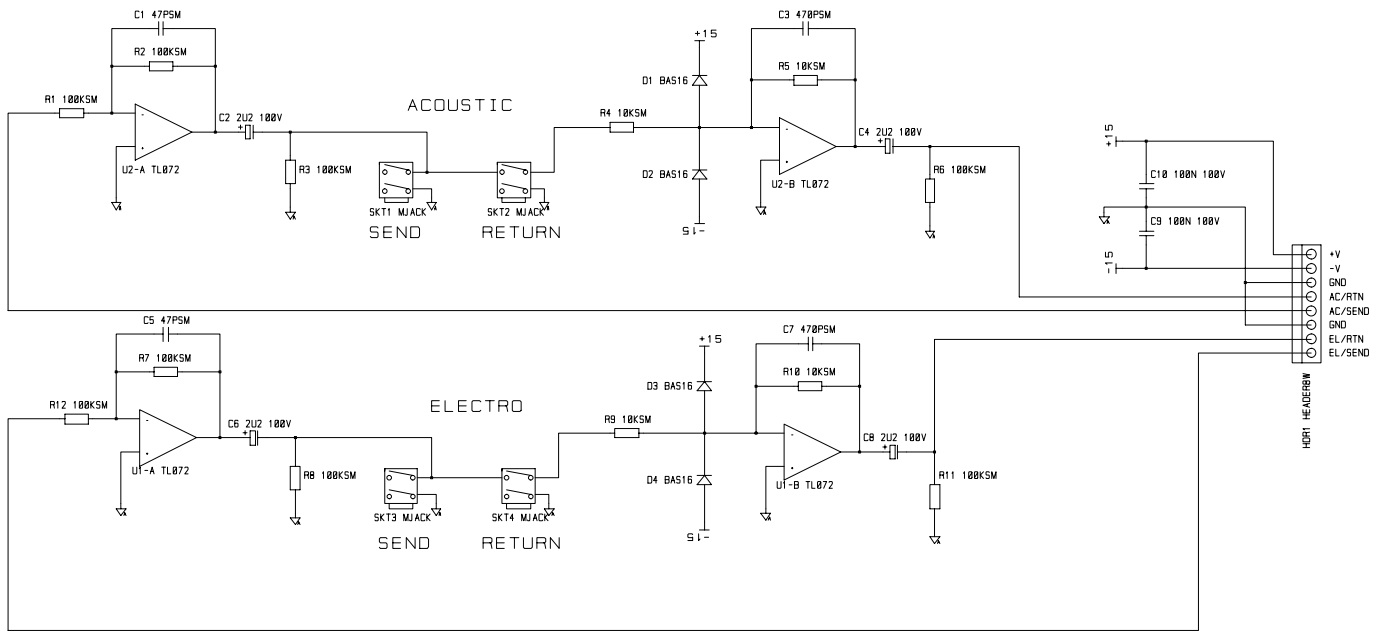 C1 47PSM
R2 100KSM
R1 100KSM
C2 2U2 100V
+
-
+
U2-A TL072
R3 100KSM
ACOUSTIC
SKT1 MJACK
SEND
SKT2 MJACK
RETURN
R4 10KSM
+15
D1 BAS16
D2 BAS16
-15
C3 470PSM
R5 10KSM
-
+
U2-B TL072
C4 2U2 100V
+
R6 100KSM
+15
C10 100N 100V
C9 100N 100V
-15
+V
-V
GND
AC/RTN
AC/SEND
GND
EL/RTN
EL/SEND
HDR1 HEADER8W
C5 47PSM
R7 100KSM
R12 100KSM
C6 2U2 100V
+
-
+
U1-A TL072
R8 100KSM
ELECTRO
SKT3 MJACK
SEND
SKT4 MJACK
RETURN
R9 10KSM
+15
D3 BAS16
D4 BAS16
-15
C7 470PSM
R10 10KSM
-
+
U1-B TL072
C8 2U2 100V
+
R11 100KSM